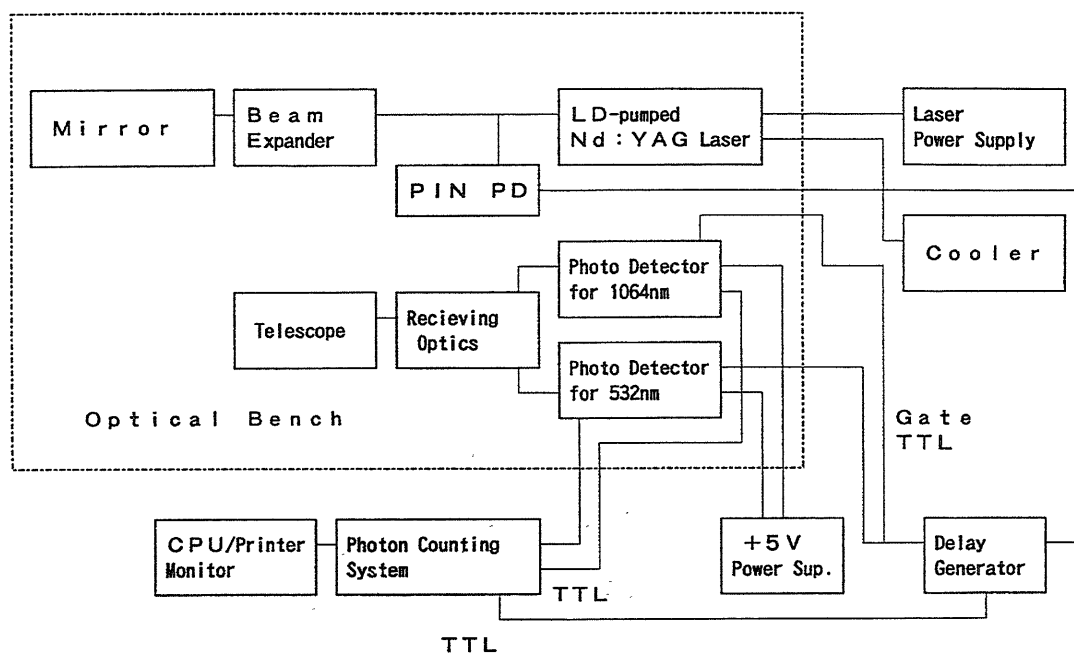 Mirror
Beam
Expander
LD-pumped
Nd:YAG Laser
Laser
Power Supply
PIN PD
Cooler
Photo Detector
for 1064nm
Telescope
Recieving
Optics
Photo Detector
for 532nm
Optical Bench
Gate
TTL
CPU/Printer
Monitor
Photon Counting
System
+5V
Power Sup.
Delay
Generator
TTL
TTL